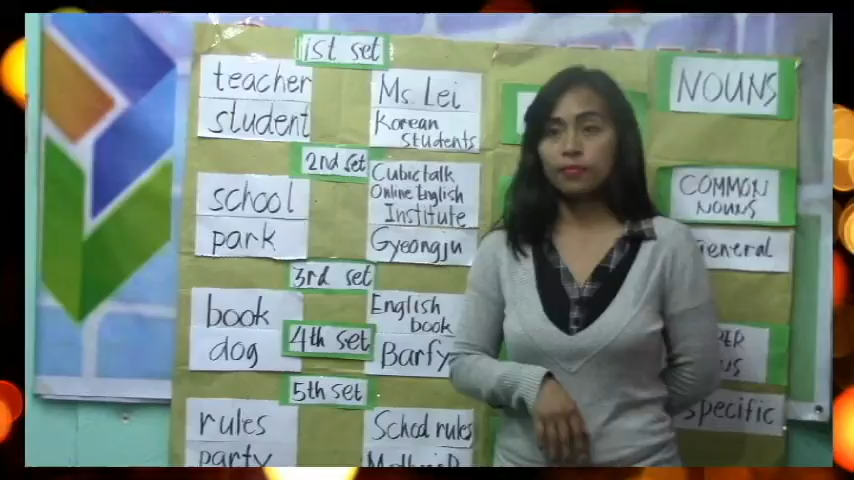 1st set
teacher
student
Ms. Lei
Korean
students
2nd set
school
park
Cubictalk
Online English
Institute
Gyeongju
3rd set
book
dog
English
book
Barfy
4th set
5th set
rules
party
School rules
NOUNS
COMMON
NOUNS
General
Specific